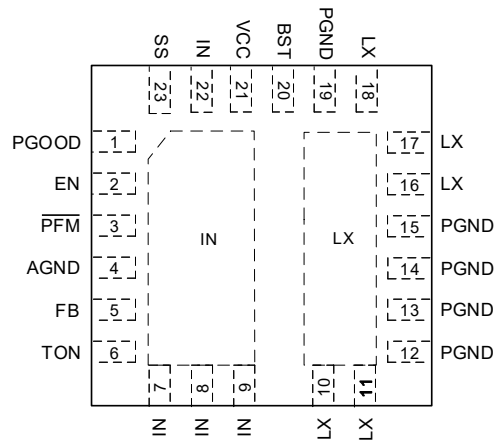 SS IN VCC BST PGND LX
23 22 21 20 19 18
PGOOD 1
EN 2
PFM 3
AGND 4
FB 5
TON 6
IN
LX
17 LX
16 LX
15 PGND
14 PGND
13 PGND
12 PGND
7 8 9 10 11
IN IN IN LX LX